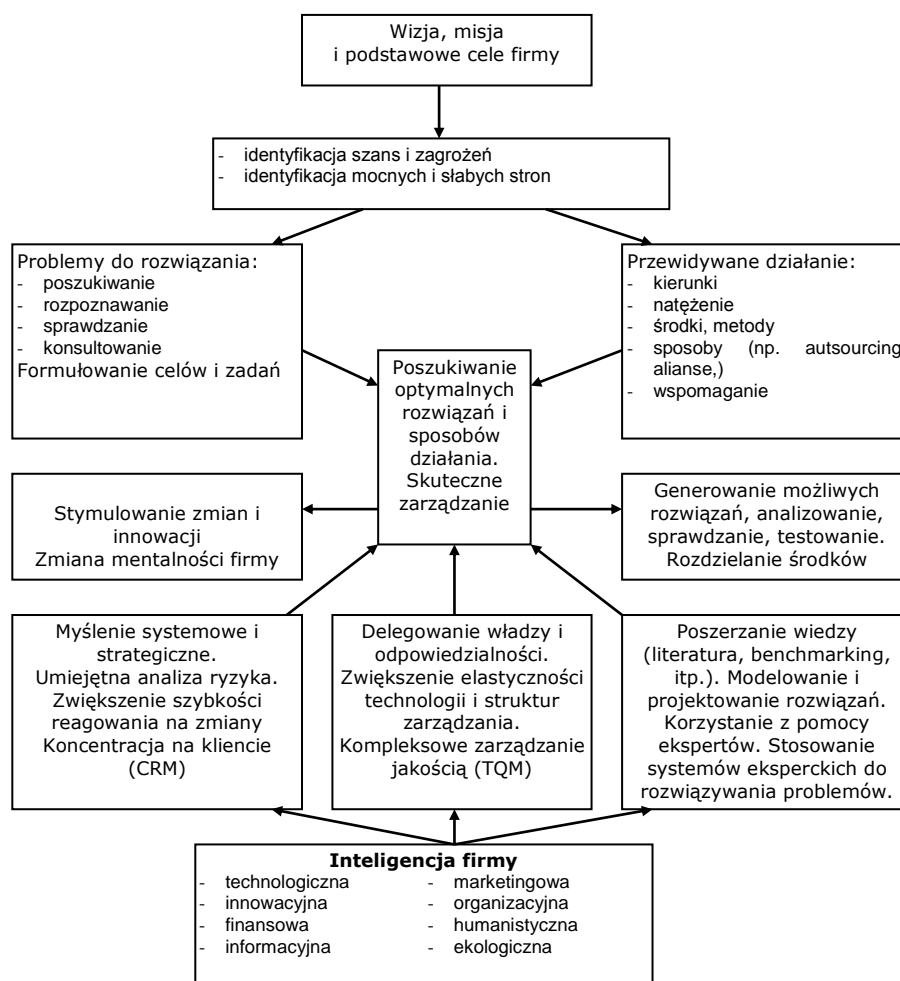 Wizja, misja
i podstawowe cele firmy
- identyfikacja szans i zagrożeń
- identyfikacja mocnych i słabych stron
Problemy do rozwiązania:
- poszukiwanie
- rozpoznawanie
- sprawdzanie
- konsultowanie
Formułowanie celów i zadań
Przewidywane działanie:
- kierunki
- natężenie
- środki, metody
- sposoby (np. autsourcing,
alianse,)
- wspomaganie
Poszukiwanie
optymalnych
rozwiązań i
sposobów
działania.
Skuteczne
zarządzanie
Stymulowanie zmian i
innowacji
Zmiana mentalności firmy
Generowanie możliwych
rozwiązań, analizowanie,
sprawdzanie, testowanie.
Rozdzielanie środków
Myślenie systemowe i
strategiczne.
Umiejętna analiza ryzyka.
Zwiększenie szybkości
reagowania na zmiany
Koncentracja na kliencie
(CRM)
Delegowanie władzy i
odpowiedzialności.
Zwiększenie elastyczności
technologii i struktur
zarządzania.
Kompleksowe zarządzanie
jakością (TQM)
Poszerzanie wiedzy
(literatura, benchmarking,
itp.). Modelowanie i
projektowanie rozwiązań.
Korzystanie z pomocy
ekspertów. Stosowanie
systemów eksperckich do
rozwiązywania problemów.
Inteligencja firmy
- technologiczna
- innowacyjna
- finansowa
- informacyjna
- marketingowa
- organizacyjna
- humanistyczna
- ekologiczna